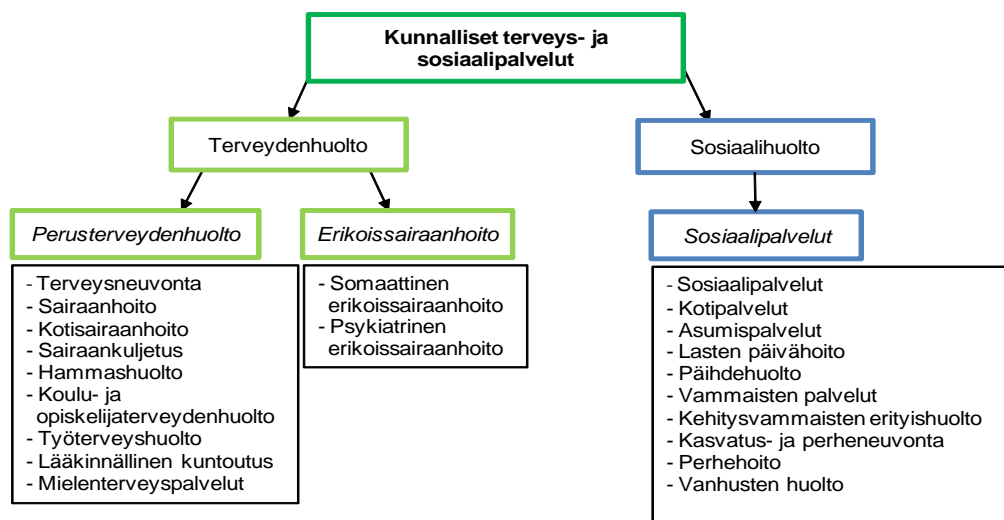 Kunnalliset terveys- ja
sosiaalipalvelut
Terveydenhuolto
Sosiaalihuolto
Perusterveydenhuolto
Erikoissairaanhoito
Sosiaalipalvelut
- Terveysneuvonta
- Sairaanhoito
- Kotisairaanhoito
- Sairaankuljetus
- Hammashuolto
- Koulu- ja
opiskelijaterveydenhuolto
- Työterveyshuolto
- Lääkinnällinen kuntoutus
- Mielenterveyspalvelut
- Somaattinen
erikoissairaanhoito
- Psykiatrinen
erikoissairaanhoito
- Sosiaalipalvelut
- Kotipalvelut
- Asumispalvelut
- Lasten päivähoito
- Päihdehuolto
- Vammaisten palvelut
- Kehitysvammaisten erityishuolto
- Kasvatus- ja perheneuvonta
- Perhehoito
- Vanhusten huolto